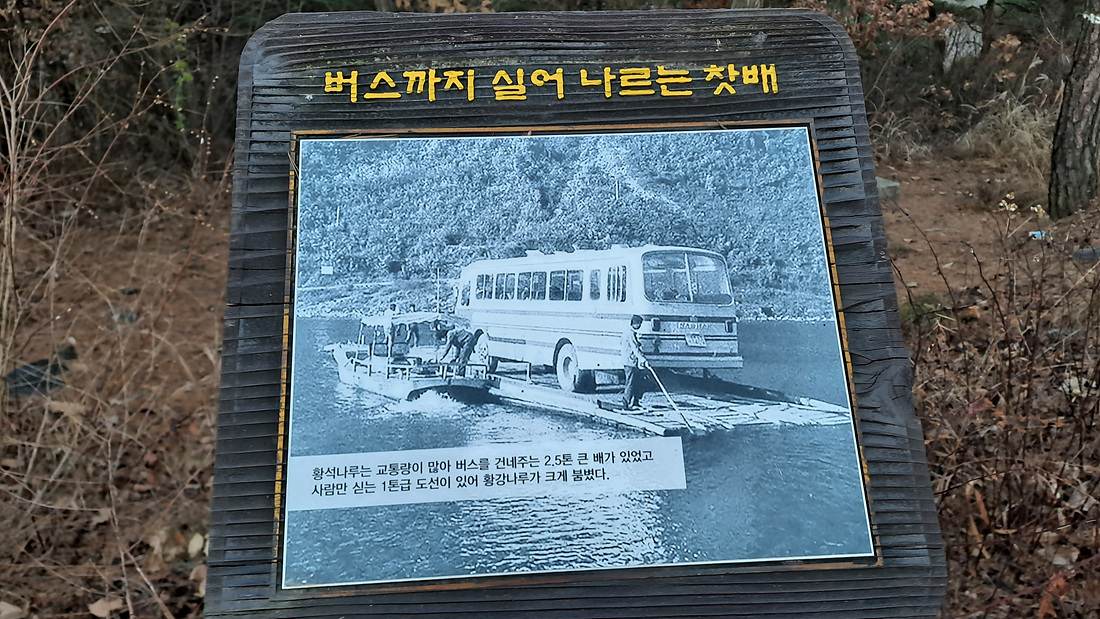 버스까지 실어 나르는 찻배
황석나루는 교통량이 많아 버스를 건네주는 2.5톤 큰 배가 있었고
사람만 싣는 1톤급 도선이 있어 황강나루가 크게 붐볐다.